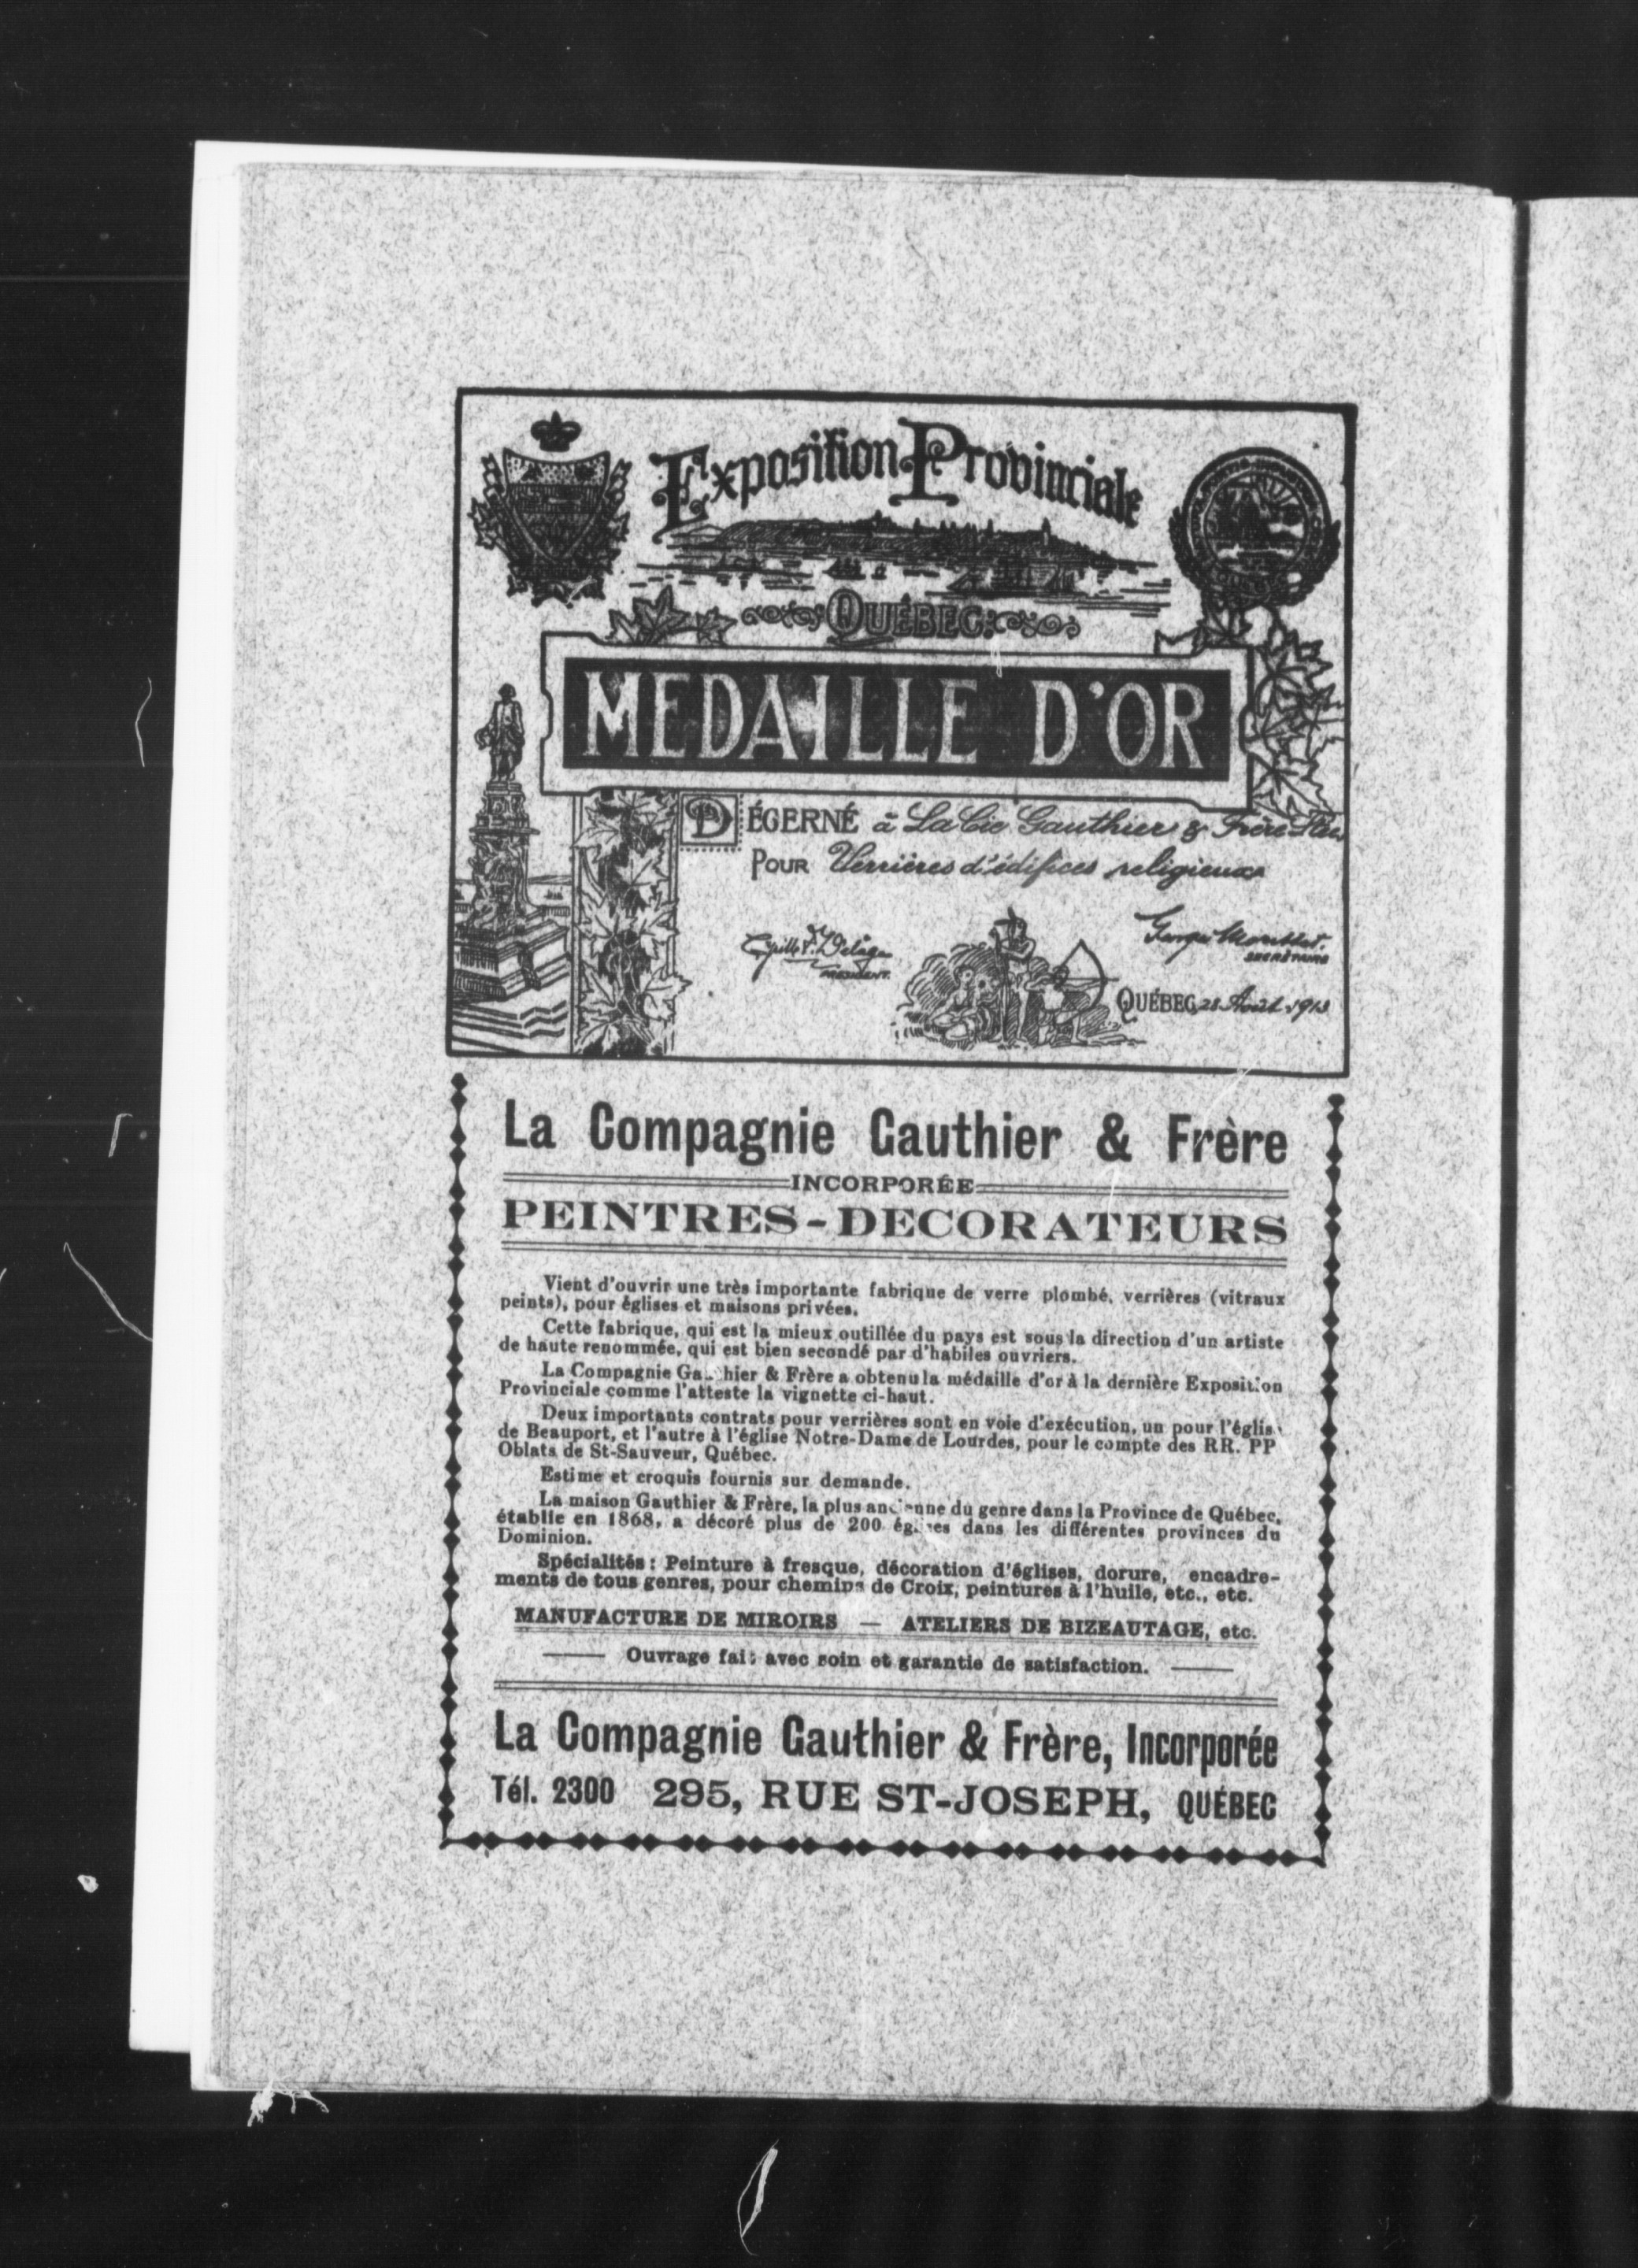 Exposition Provinciale
QUÉBEC
MEDAILLE D'OR
DÉCERNÉ à La Cie Gauthier & Frère
POUR Verrières d'édifices religieux
PRESIDENT.
SECRÉTAIRE
QUÉBEC, 28 Août 1913
La Compagnie Gauthier & Frère
INCORPORÉE
PEINTRES-DECORATEURS
Vient d'ouvrir une très importante fabrique de verre plombé, verrières (vitraux
peints), pour églises et maisons privées.
Cette fabrique, qui est la mieux outillée du pays est sous la direction d'un artiste
de haute renommée, qui est bien secondé par d'habiles ouvriers.
La Compagnie Gauthier & Frère a obtenu la médaille d'or à la dernière Exposition
Provinciale comme l'atteste la vignette ci-haut.
Deux importants contrats pour verrières sont en voie d'exécution, un pour l'église
de Beauport, et l'autre à l'église Notre-Dame de Lourdes, pour le compte des RR. PP
Oblats de St-Sauveur, Québec.
Estime et croquis fournis sur demande.
La maison Gauthier & Frère, la plus ancienne du genre dans la Province de Québec,
établie en 1868, a décoré plus de 200 églises dans les différentes provinces du
Dominion.
Spécialités : Peinture à fresque, décoration d'églises, dorure, encadre-
ments de tous genres, pour chemins de Croix, peintures à l'huile, etc., etc.
MANUFACTURE DE MIROIRS — ATELIERS DE BIZEAUTAGE, etc.
Ouvrage fait avec soin et garantie de satisfaction.
La Compagnie Gauthier & Frère, Incorporée
Tél. 2300 295, RUE ST-JOSEPH, QUÉBEC